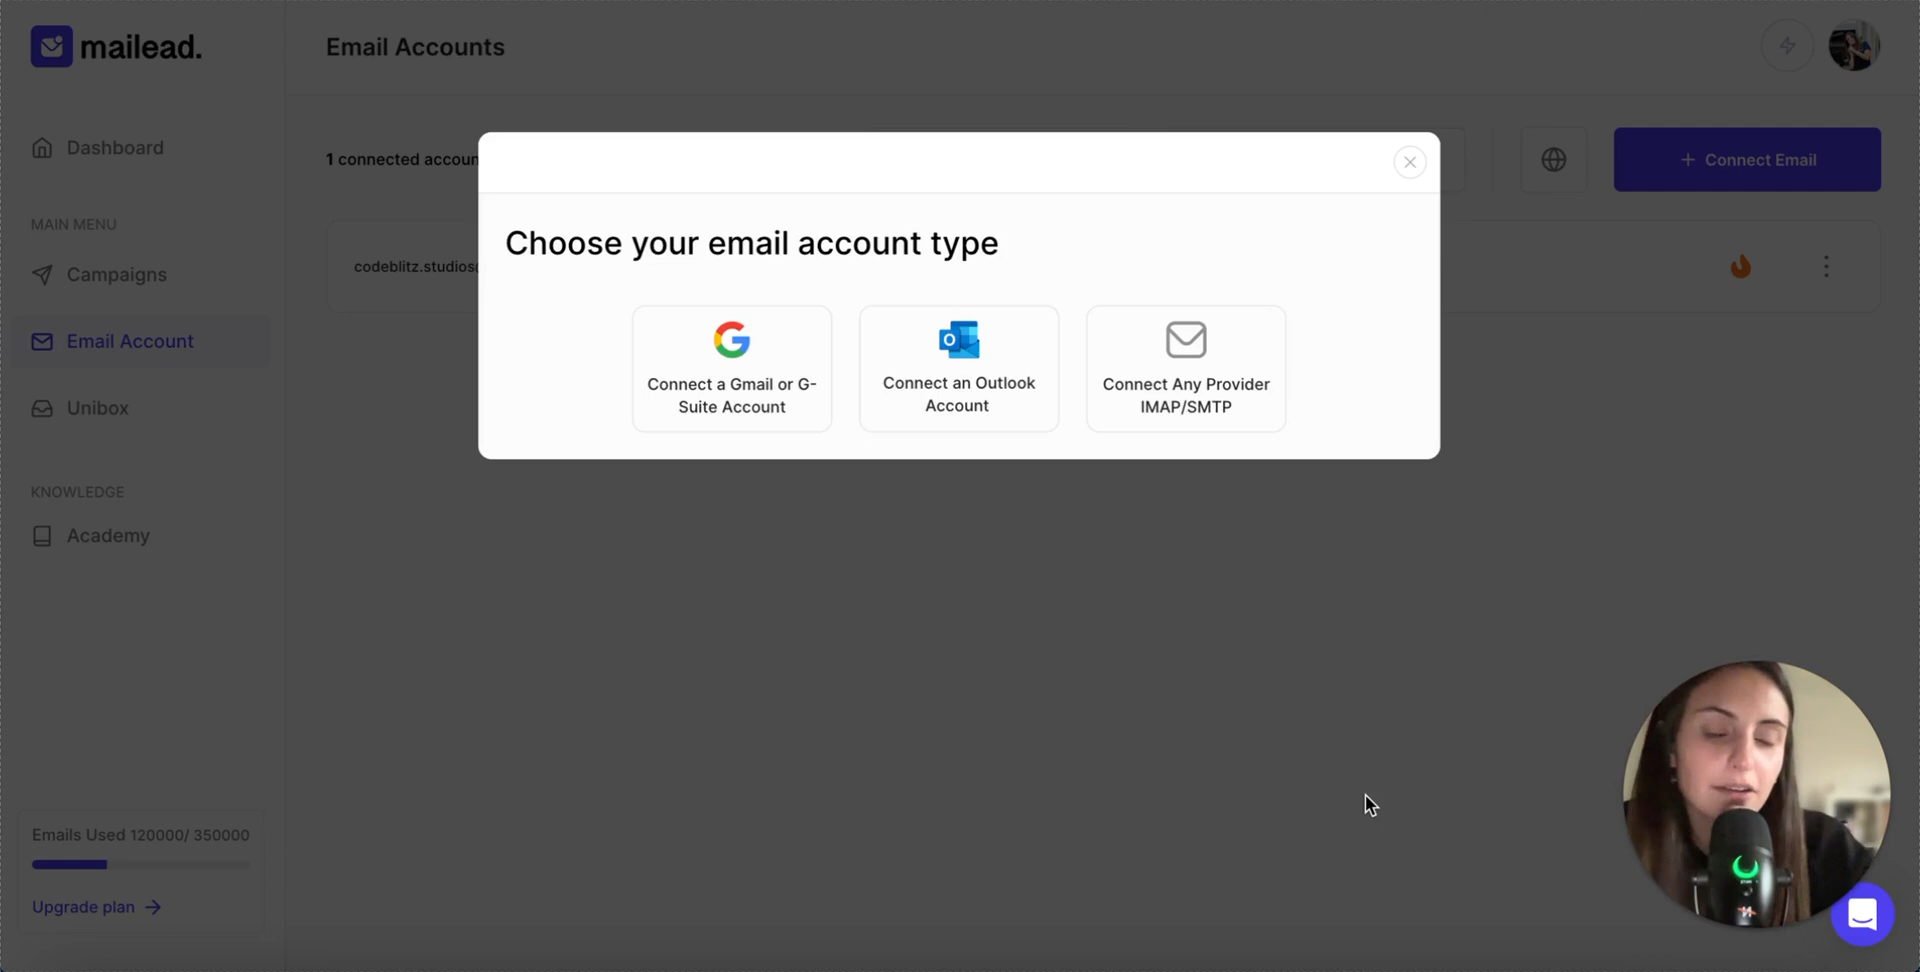 mailead.
Email Accounts
Dashboard
1 connected accoun
+ Connect Email
MAIN MENU
Choose your email account type
Campaigns
codeblitz.studios
Connect a Gmail or G-
Suite Account
Connect an Outlook
Account
Connect Any Provider
IMAP/SMTP
Email Account
Unibox
KNOWLEDGE
Academy
Emails Used 120000/ 350000
Upgrade plan →